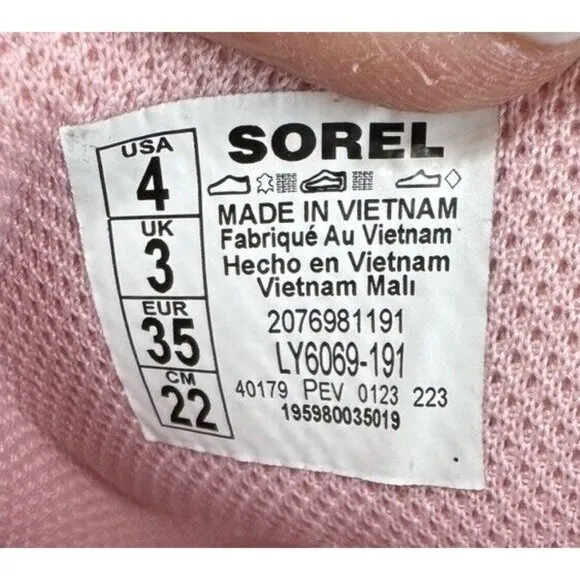 USA
4
UK
3
EUR
35
CM
22
SOREL
MADE IN VIETNAM
Fabriqué Au Vietnam
Hecho en Vietnam
Vietnam Malı
2076981191
LY6069-191
40179 PEV 0123 223
195980035019